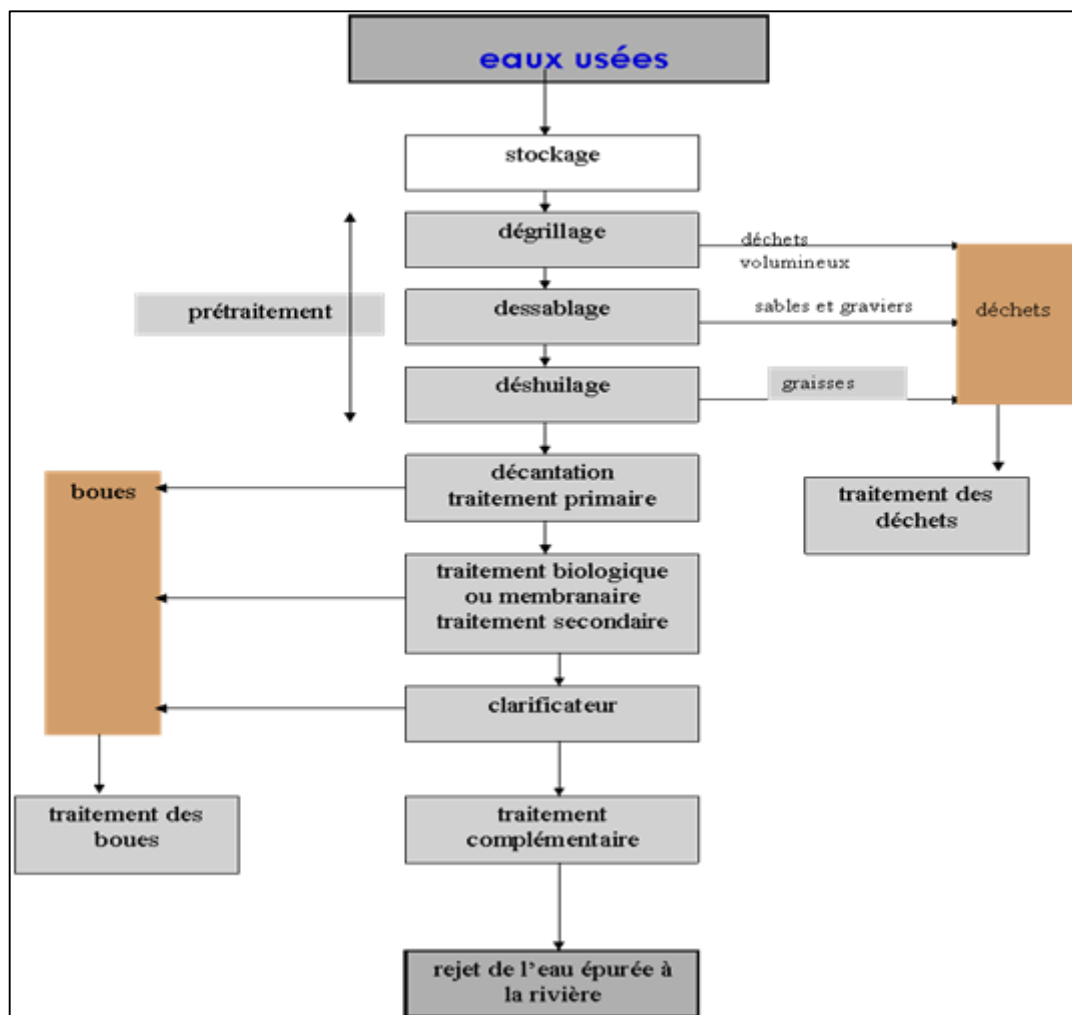 eaux usées
stockage
dégrillage
déchets
volumineux
prétraitement
dessablage
sables et graviers
déchets
déshuilage
graisses
décantation
traitement primaire
boues
traitement des
déchets
traitement biologique
ou membranaire
traitement secondaire
clarificateur
traitement des
boues
traitement
complémentaire
rejet de l'eau épurée à
la rivière